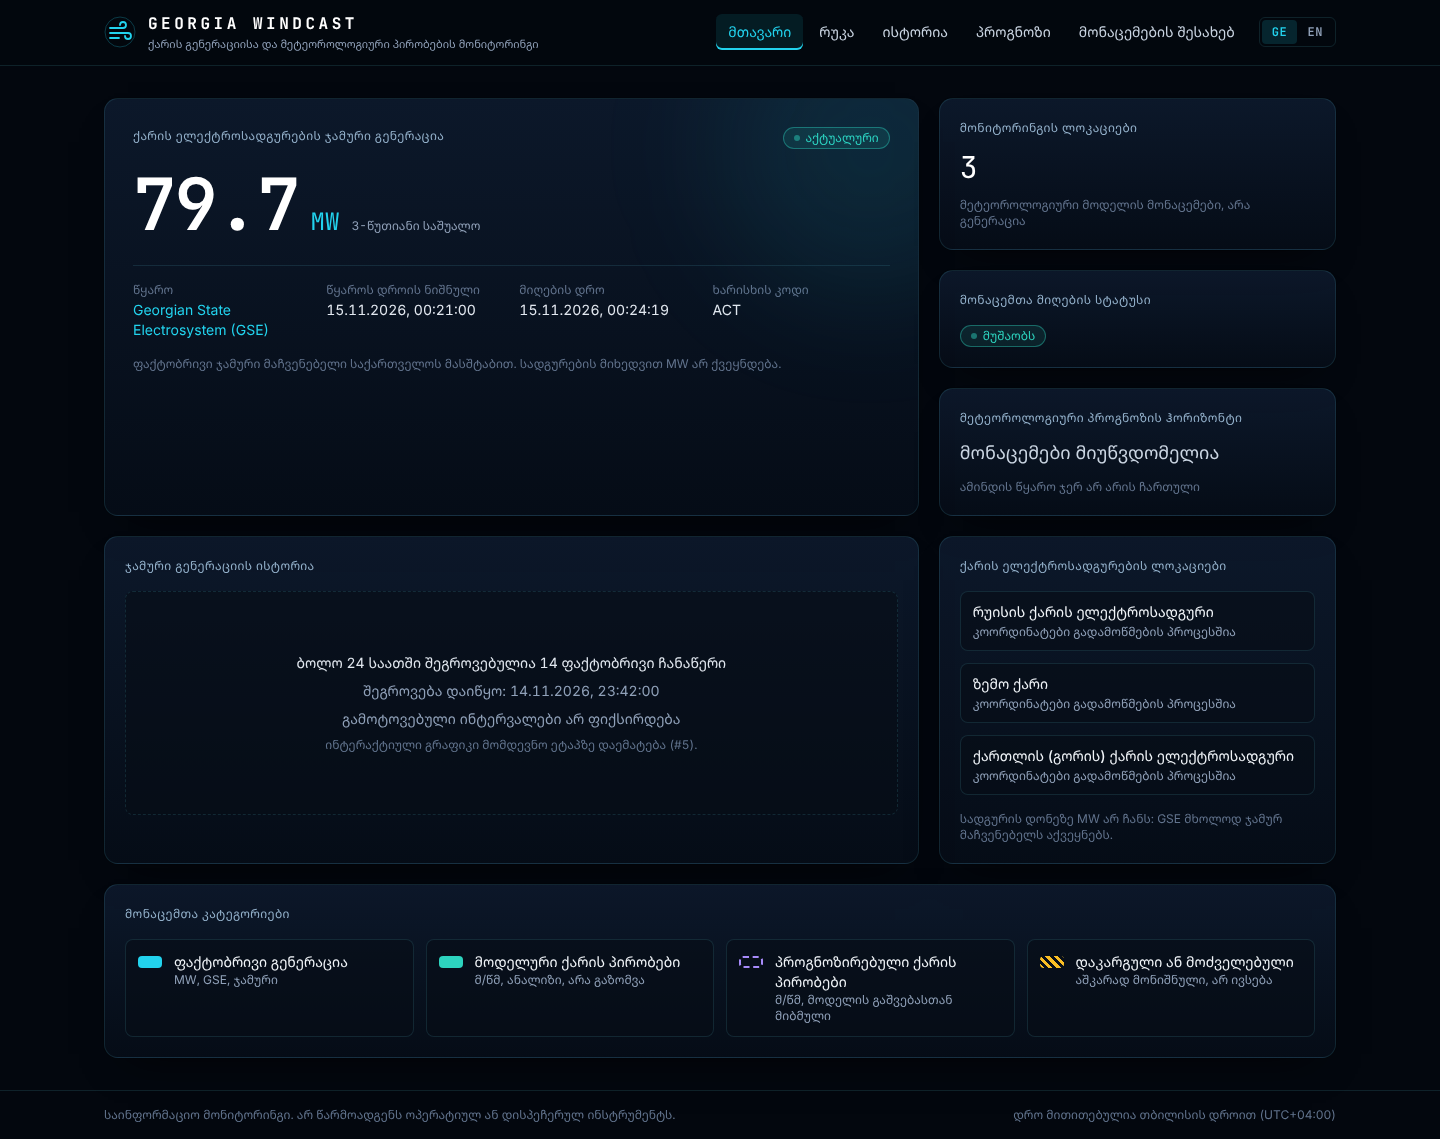 GEORGIA WINDCAST
ქარის გენერაციისა და მეტეოროლოგიური პირობების მონიტორინგი
მთავარი
რუკა
ისტორია
პროგნოზი
მონაცემების შესახებ
GE
EN
ქარის ელექტროსადგურების ჯამური გენერაცია
აქტუალური
79.7 MW 3-წუთიანი საშუალო
წყარო
Georgian State
Electrosystem (GSE)
წყაროს დროის ნიშნული
15.11.2026, 00:21:00
მიღების დრო
15.11.2026, 00:24:19
ხარისხის კოდი
ACT
ფაქტობრივი ჯამური მაჩვენებელი საქართველოს მასშტაბით. სადგურების მიხედვით MW არ ქვეყნდება.
მონიტორინგის ლოკაციები
3
მეტეოროლოგიური მოდელის მონაცემები, არა
გენერაცია
მონაცემთა მიღების სტატუსი
მუშაობს
მეტეოროლოგიური პროგნოზის ჰორიზონტი
მონაცემები მიუწვდომელია
ამინდის წყარო ჯერ არ არის ჩართული
ჯამური გენერაციის ისტორია
ბოლო 24 საათში შეგროვებულია 14 ფაქტობრივი ჩანაწერი
შეგროვება დაიწყო: 14.11.2026, 23:42:00
გამოტოვებული ინტერვალები არ ფიქსირდება
ინტერაქტიული გრაფიკი მომდევნო ეტაპზე დაემატება (#5).
ქარის ელექტროსადგურების ლოკაციები
რუისის ქარის ელექტროსადგური
კოორდინატები გადამოწმების პროცესშია
ზემო ქარი
კოორდინატები გადამოწმების პროცესშია
ქართლის (გორის) ქარის ელექტროსადგური
კოორდინატები გადამოწმების პროცესშია
სადგურის დონეზე MW არ ჩანს: GSE მხოლოდ ჯამურ
მაჩვენებელს აქვეყნებს.
მონაცემთა კატეგორიები
ფაქტობრივი გენერაცია
MW, GSE, ჯამური
მოდელური ქარის პირობები
მ/წმ, ანალიზი, არა გაზომვა
პროგნოზირებული ქარის
პირობები
მ/წმ, მოდელის გაშვებასთან
მიბმული
დაკარგული ან მოძველებული
აშკარად მონიშნული, არ ივსება
საინფორმაციო მონიტორინგი. არ წარმოადგენს ოპერატიულ ან დისპეჩერულ ინსტრუმენტს.
დრო მითითებულია თბილისის დროით (UTC+04:00)